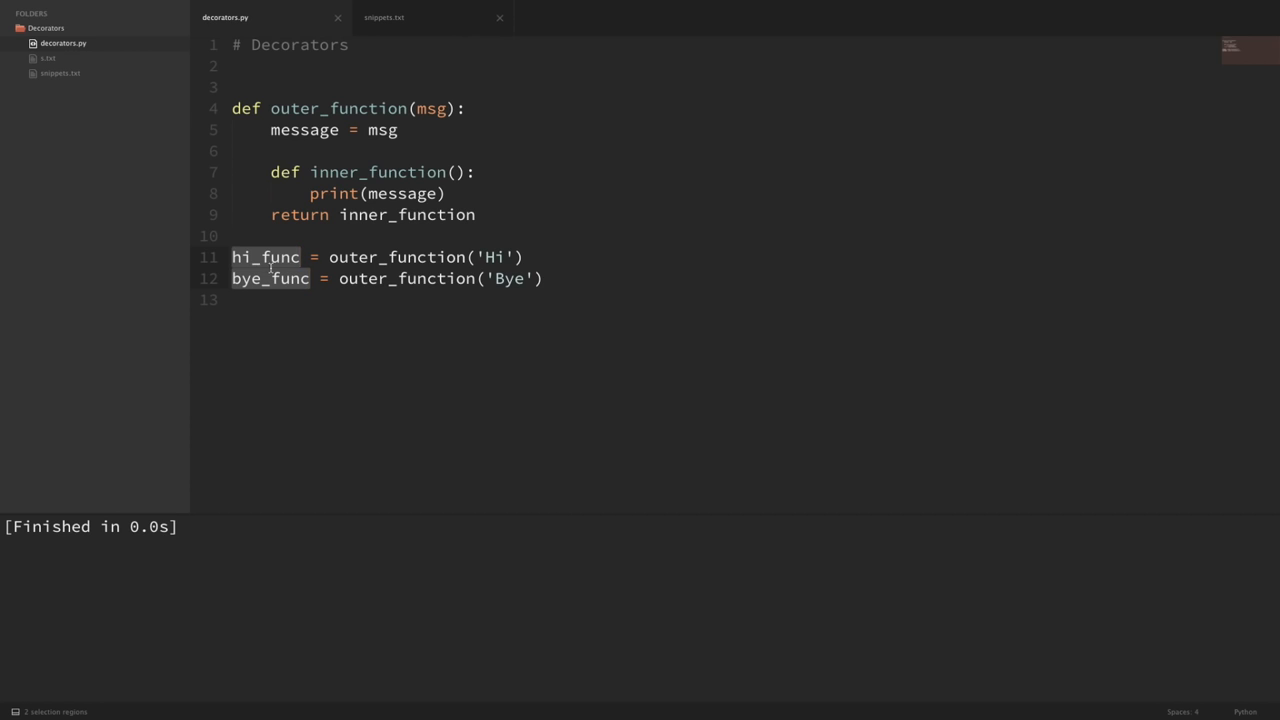 FOLDERS
Decorators
decorators.py
s.txt
snippets.txt
decorators.py
snippets.txt
1 # Decorators
2
3
4 def outer_function(msg):
5     message = msg
6
7     def inner_function():
8         print(message)
9     return inner_function
10
11 hi_func = outer_function('Hi')
12 bye_func = outer_function('Bye')
13
[Finished in 0.0s]
2 selection regions
Spaces: 4
Python